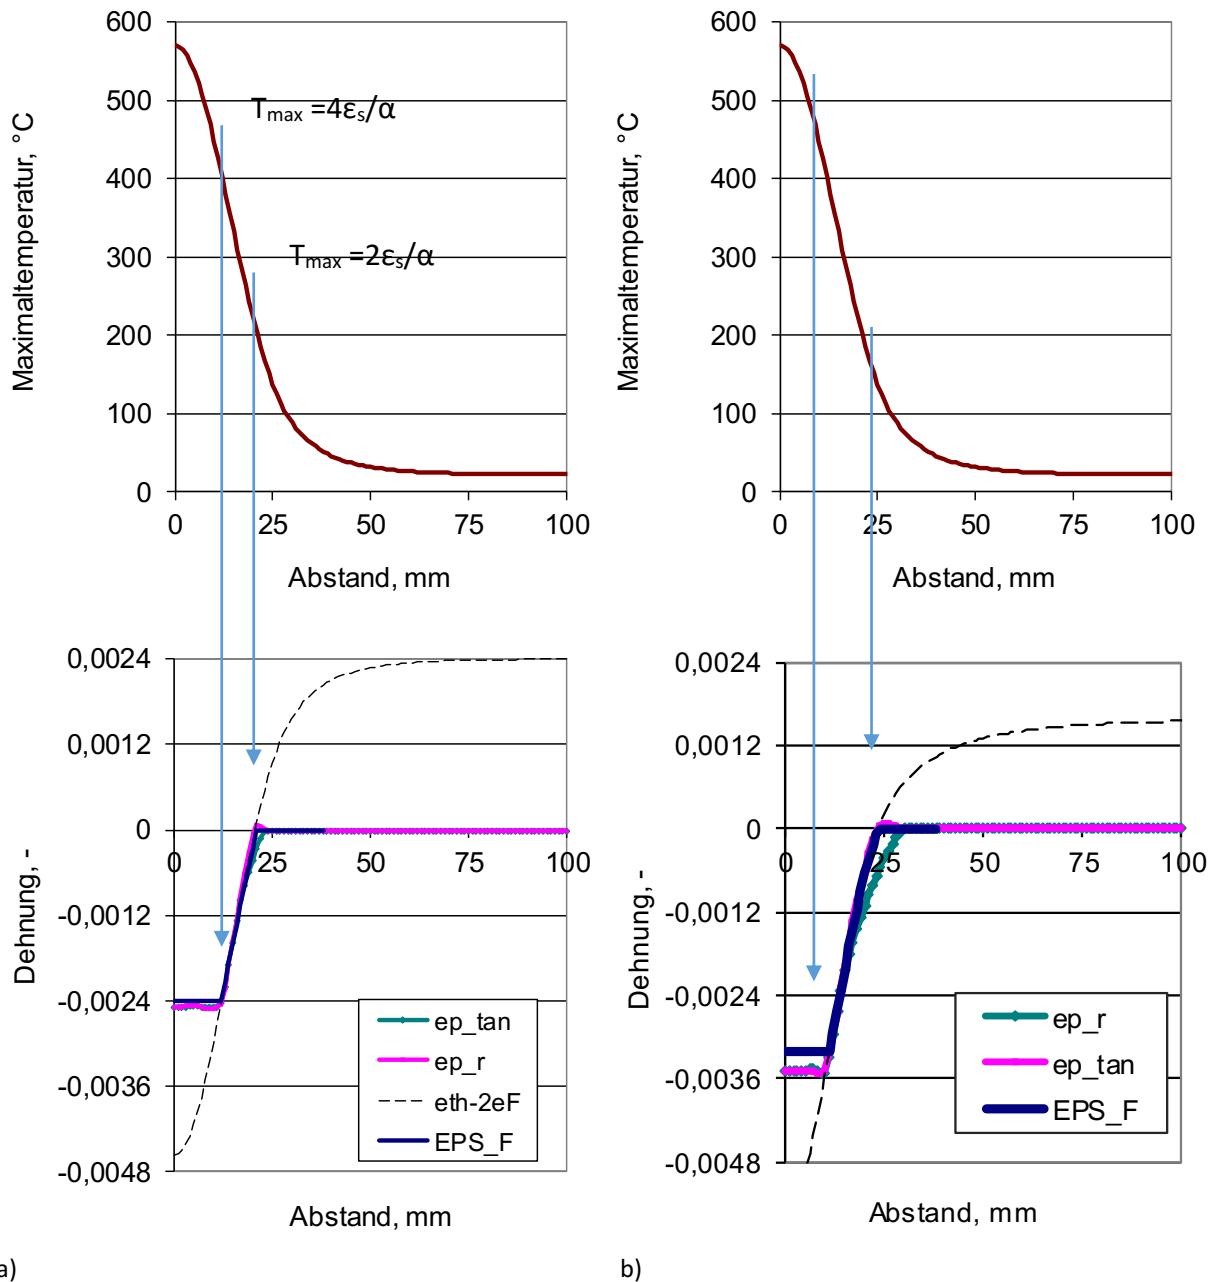 600
500
400
300
200
100
0
0 25 50 75 100
Maximaltemperatur, °C
Abstand, mm
Tmax =4εs/α
Tmax =2εs/α
600
500
400
300
200
100
0
0 25 50 75 100
Maximaltemperatur, °C
Abstand, mm
0,0024
0,0012
0
-0,0012
-0,0024
-0,0036
-0,0048
0 25 50 75 100
Dehnung, -
Abstand, mm
ep_tan
ep_r
eth-2eF
EPS_F
0,0024
0,0012
0
-0,0012
-0,0024
-0,0036
-0,0048
0 25 50 75 100
Dehnung, -
Abstand, mm
ep_r
ep_tan
EPS_F
a)
b)